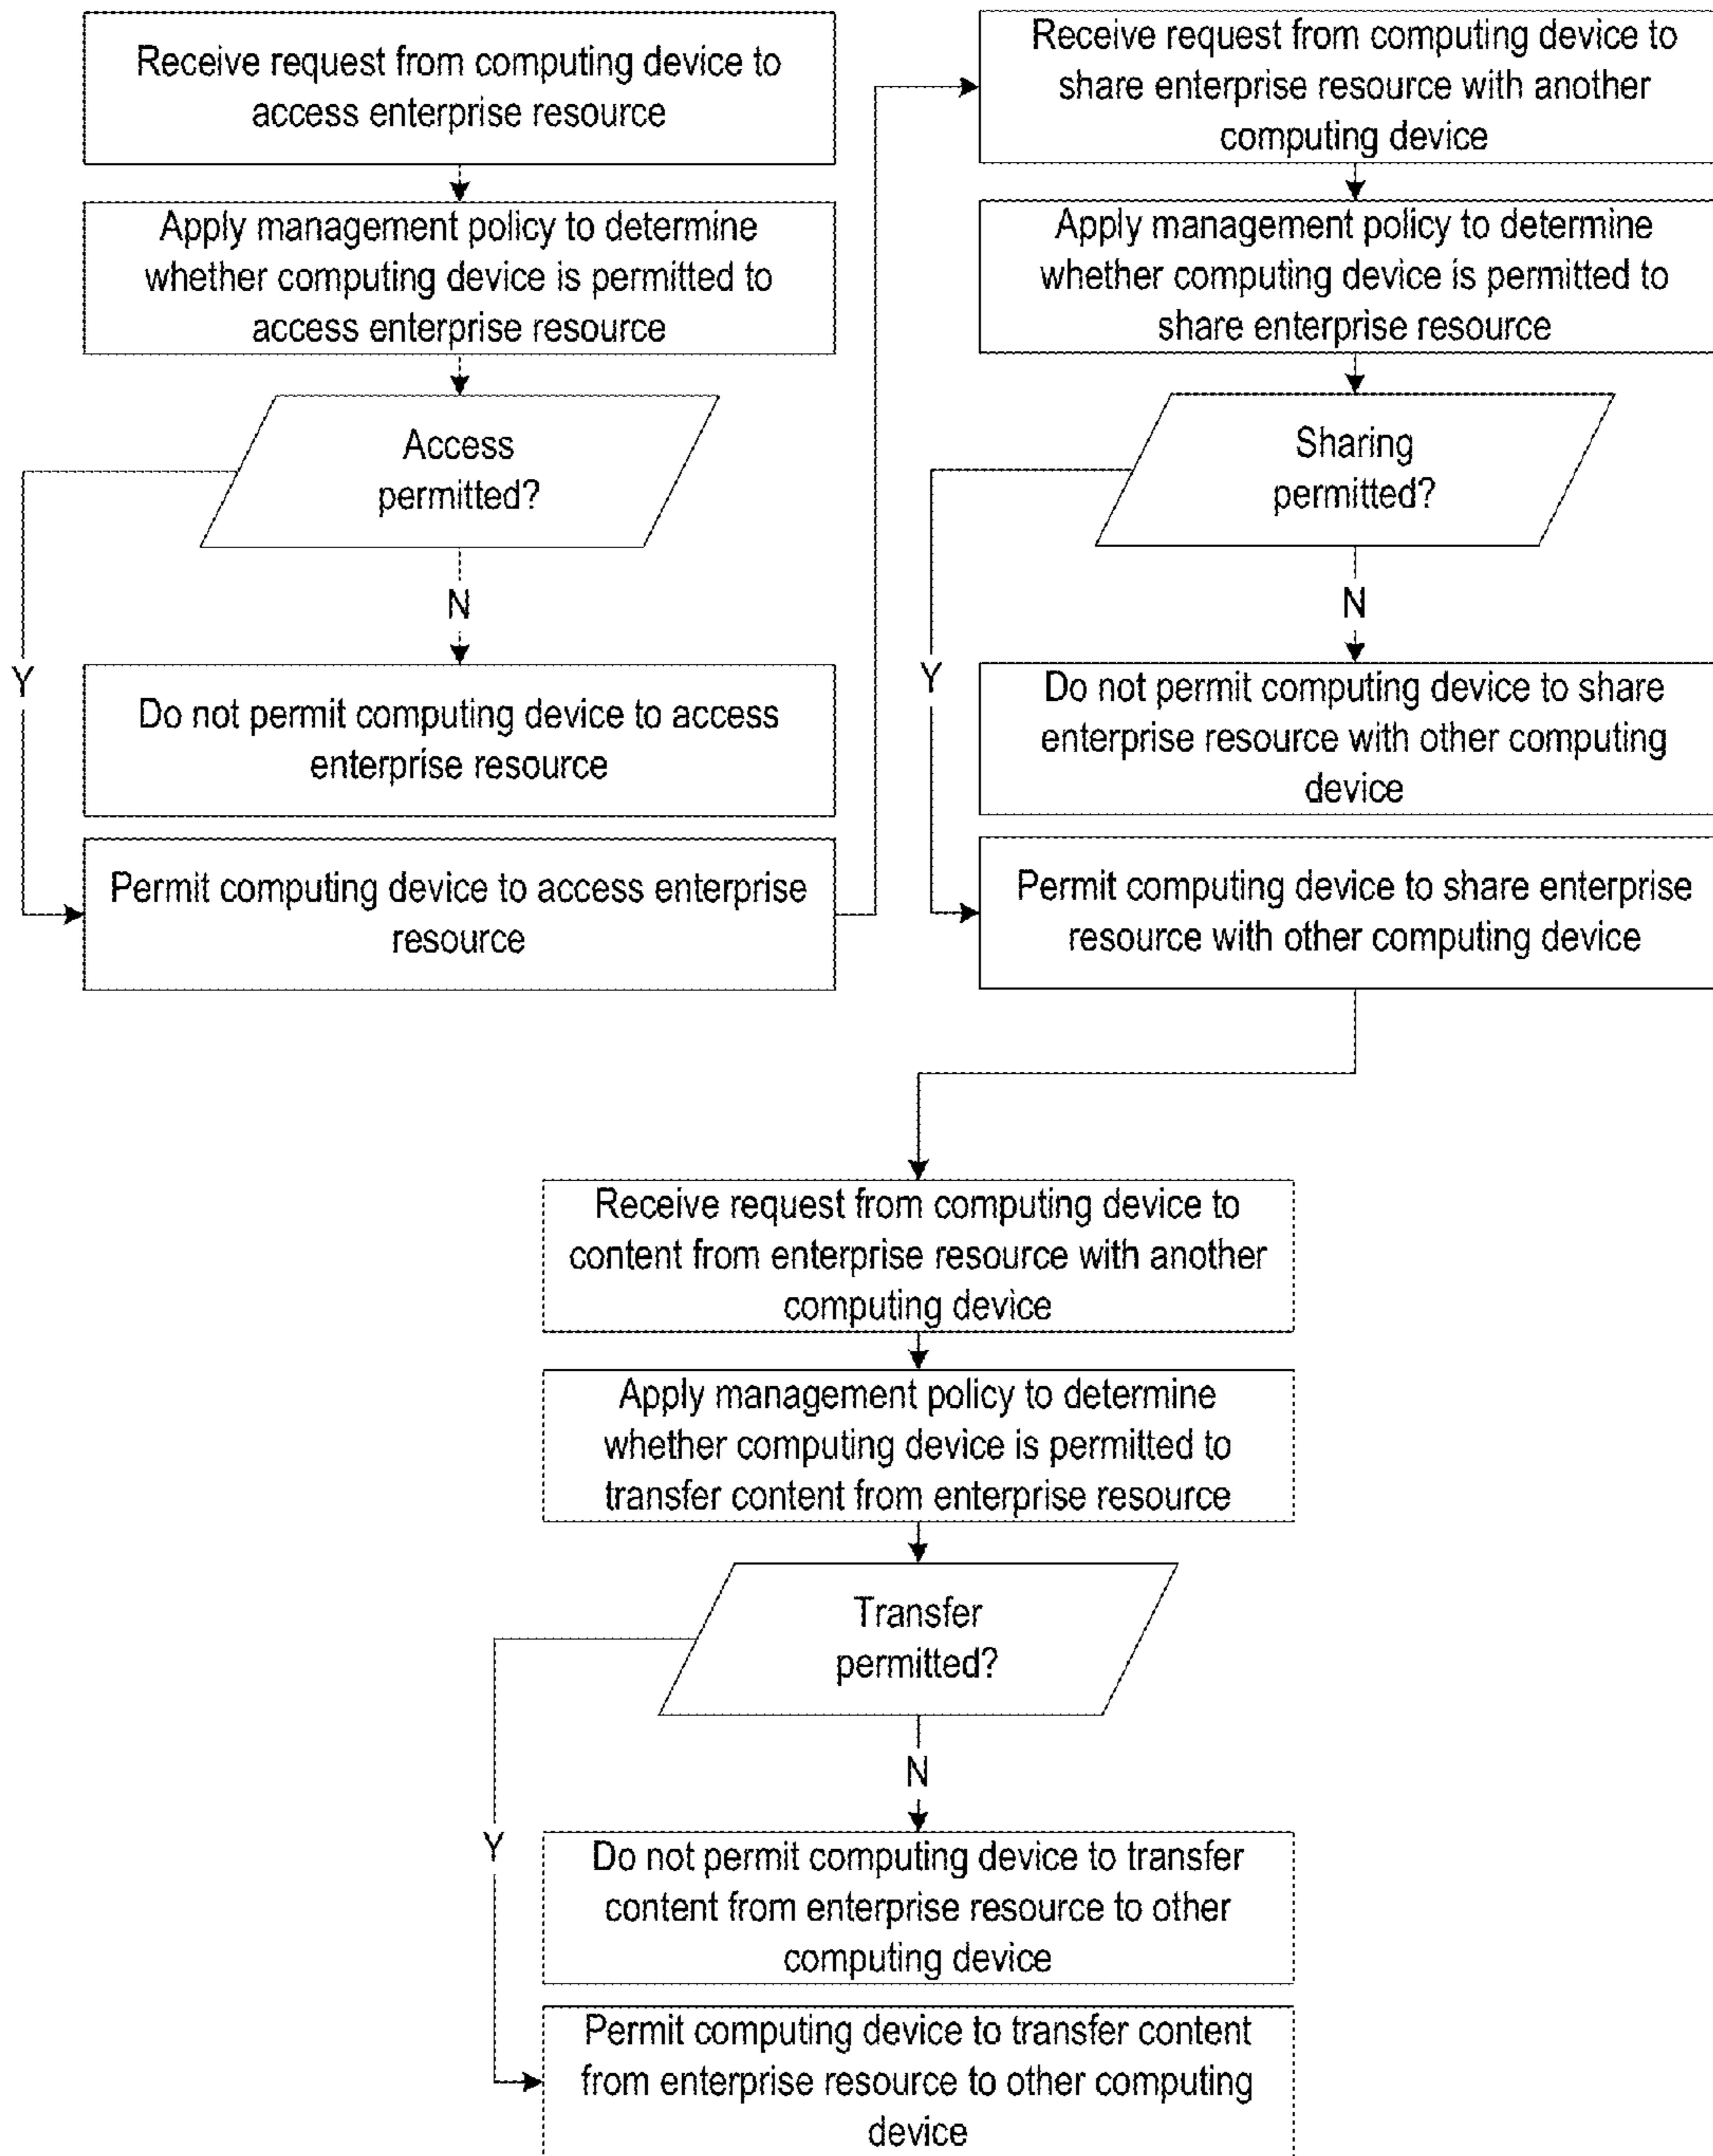 Receive request from computing device to
access enterprise resource
Apply management policy to determine
whether computing device is permitted to
access enterprise resource
Access
permitted?
N
Y
Do not permit computing device to access
enterprise resource
Permit computing device to access enterprise
resource
Receive request from computing device to
share enterprise resource with another
computing device
Apply management policy to determine
whether computing device is permitted to
share enterprise resource
Sharing
permitted?
N
Y
Do not permit computing device to share
enterprise resource with other computing
device
Permit computing device to share enterprise
resource with other computing device
Receive request from computing device to
content from enterprise resource with another
computing device
Apply management policy to determine
whether computing device is permitted to
transfer content from enterprise resource
Transfer
permitted?
N
Y
Do not permit computing device to transfer
content from enterprise resource to other
computing device
Permit computing device to transfer content
from enterprise resource to other computing
device